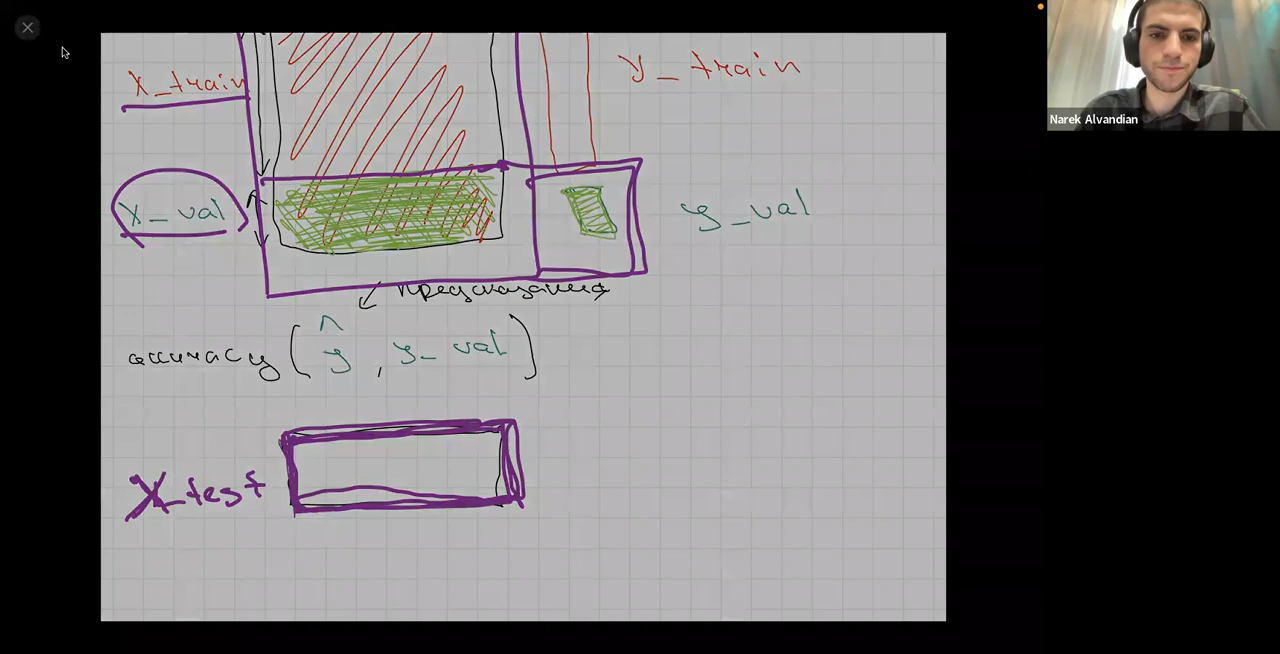 X_train
y_train
X_val
y_val
предсказания
accuracy ( ŷ , y_val )
X_test
Narek Alvandian